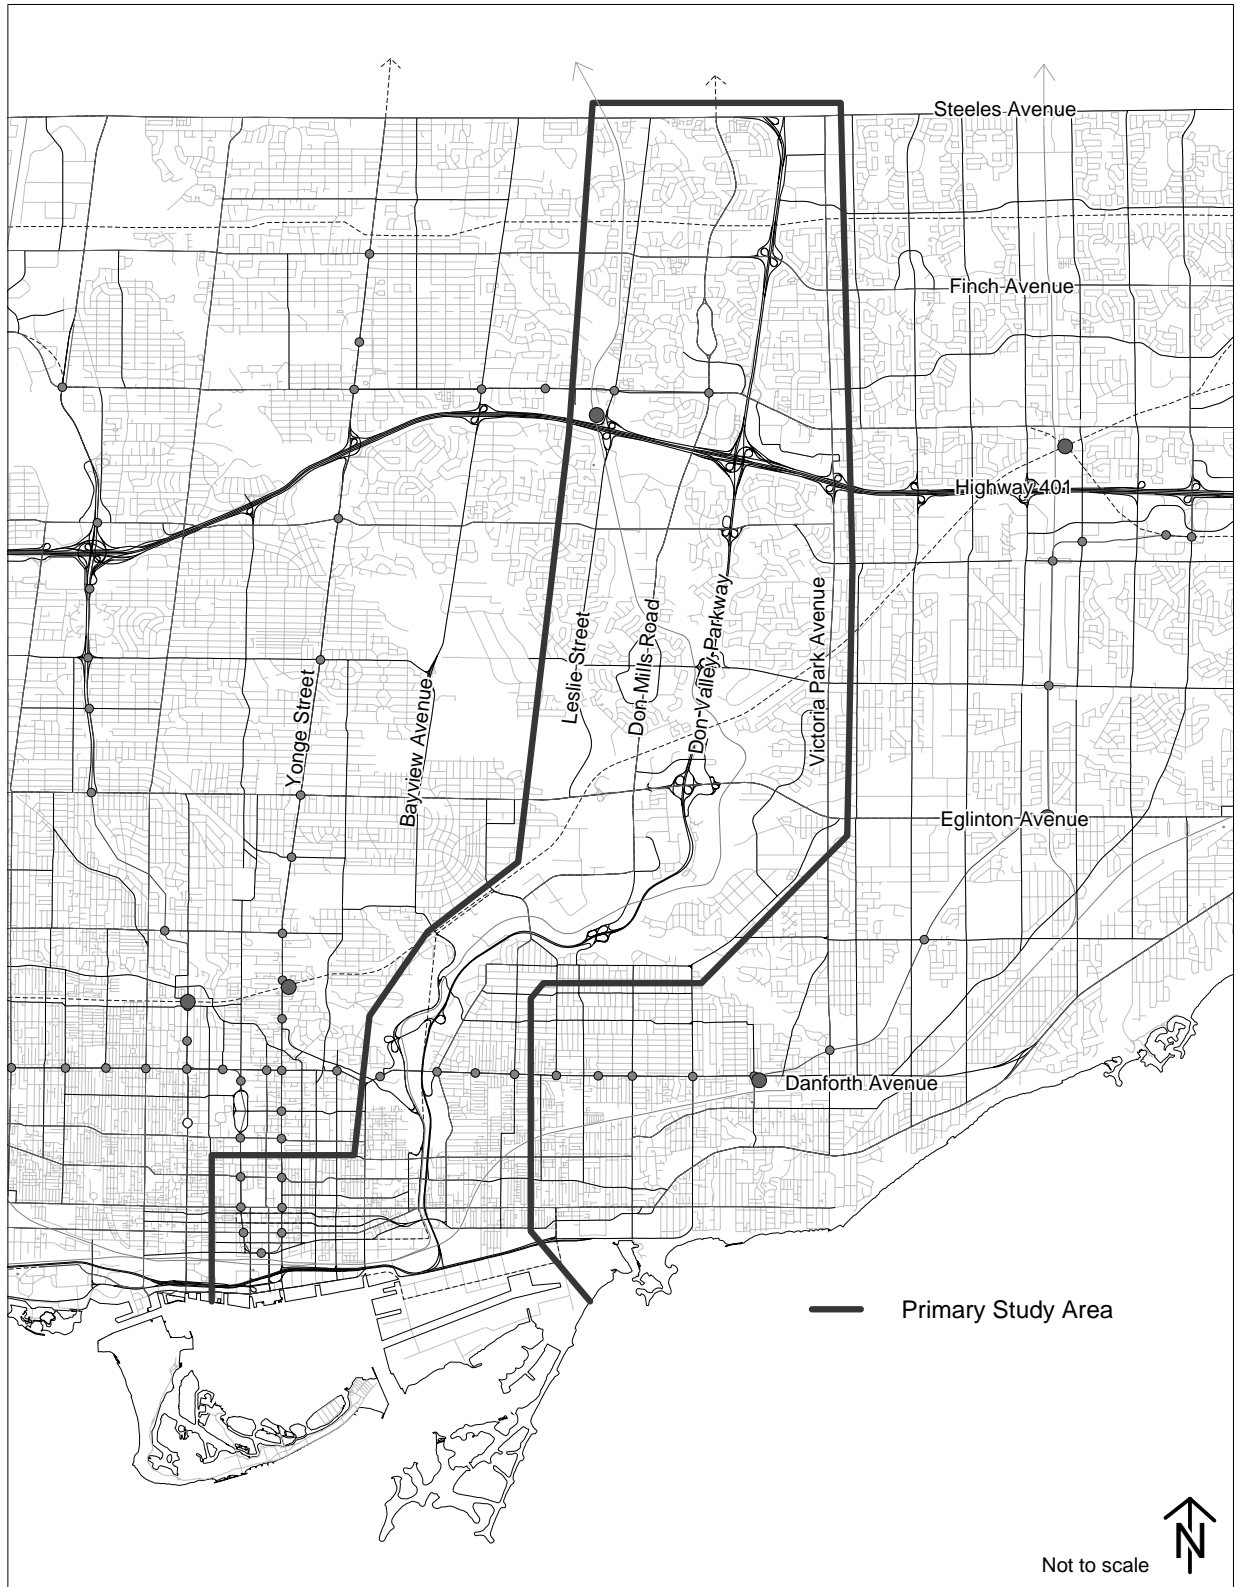 Steeles Avenue
Finch Avenue
Highway 401
Leslie Street
Don Mills Road
Don Valley Parkway
Victoria Park Avenue
Yonge Street
Bayview Avenue
Eglinton Avenue
Danforth Avenue
Primary Study Area
N
Not to scale